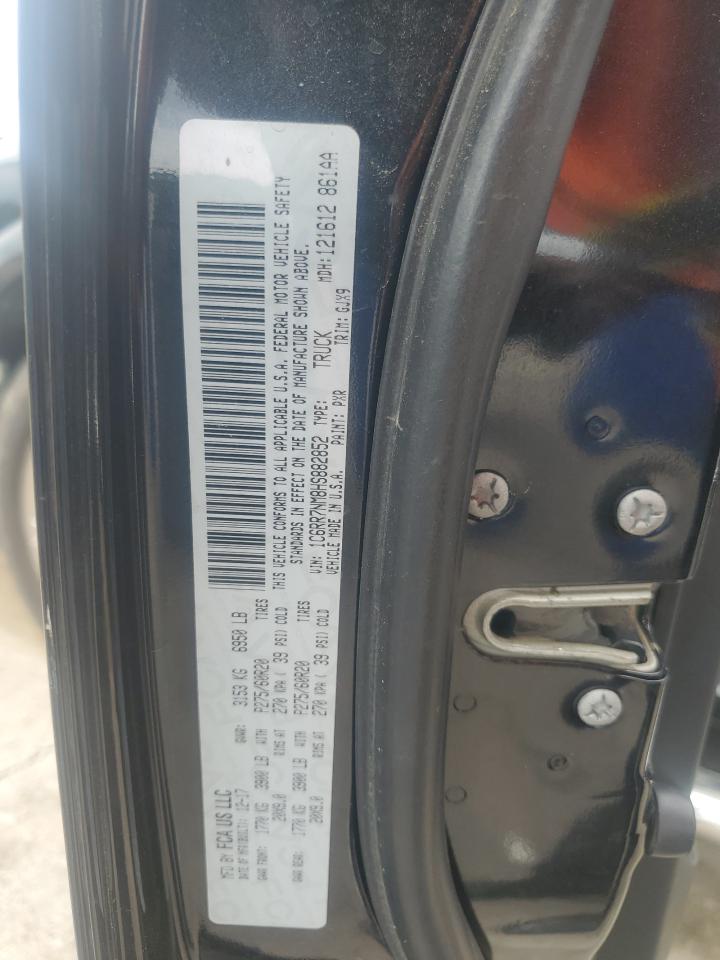 MFD BY FCA US LLC
DATE OF MFR(BUILT): 12-17 GVWR: 3153 KG 6950 LB
GAWR FRONT: 1770 KG 3900 LB WITH P275/60R20 TIRES
20X9.0 RIMS AT 270 KPA ( 39 PSI) COLD
GAWR REAR: 1770 KG 3900 LB WITH P275/60R20 TIRES
20X9.0 RIMS AT 270 KPA ( 39 PSI) COLD
THIS VEHICLE CONFORMS TO ALL APPLICABLE U.S.A. FEDERAL MOTOR VEHICLE SAFETY
STANDARDS IN EFFECT ON THE DATE OF MANUFACTURE SHOWN ABOVE.
VIN: 1C6RR7NM8HS882852 TYPE: TRUCK MDH: 121612 8614AA
VEHICLE MADE IN U.S.A. PAINT: PXR TRIM: GJX9